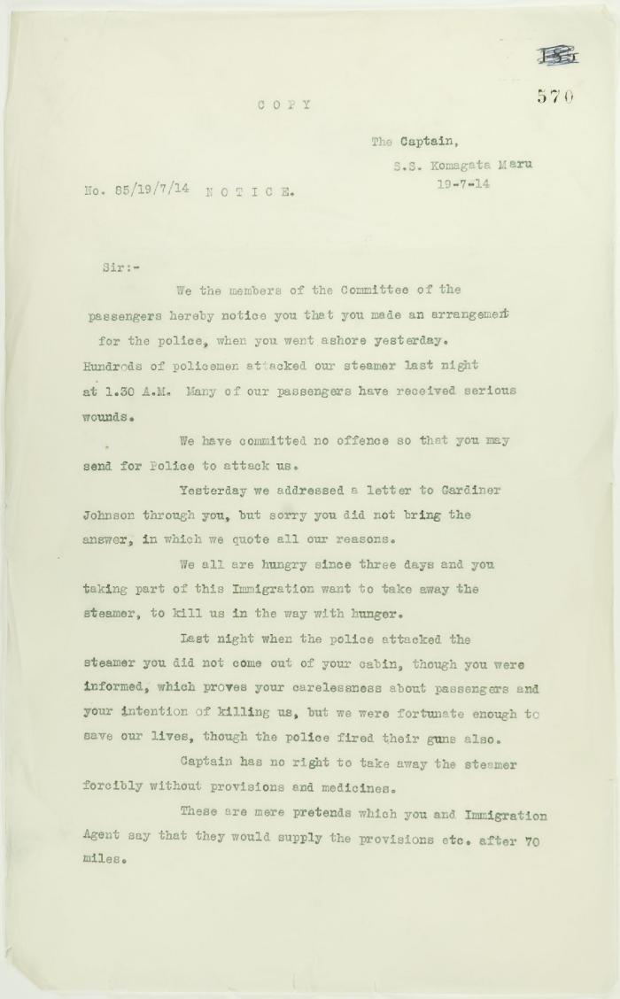 570
C O P Y
The Captain,
S.S. Komagata Maru
19-7-14
No. 85/19/7/14 N O T I C E.
Sir:-
We the members of the Committee of the
passengers hereby notice you that you made an arrangement
for the police, when you went ashore yesterday.
Hundreds of policemen attacked our steamer last night
at 1.30 A.M. Many of our passengers have received serious
wounds.
We have committed no offence so that you may
send for Police to attack us.
Yesterday we addressed a letter to Gardiner
Johnson through you, but sorry you did not bring the
answer, in which we quote all our reasons.
We all are hungry since three days and you
taking part of this Immigration want to take away the
steamer, to kill us in the way with hunger.
Last night when the police attacked the
steamer you did not come out of your cabin, though you were
informed, which proves your carelessness about passengers and
your intention of killing us, but we were fortunate enough to
save our lives, though the police fired their guns also.
Captain has no right to take away the steamer
forcibly without provisions and medicines.
These are mere pretends which you and Immigration
Agent say that they would supply the provisions etc. after 70
miles.